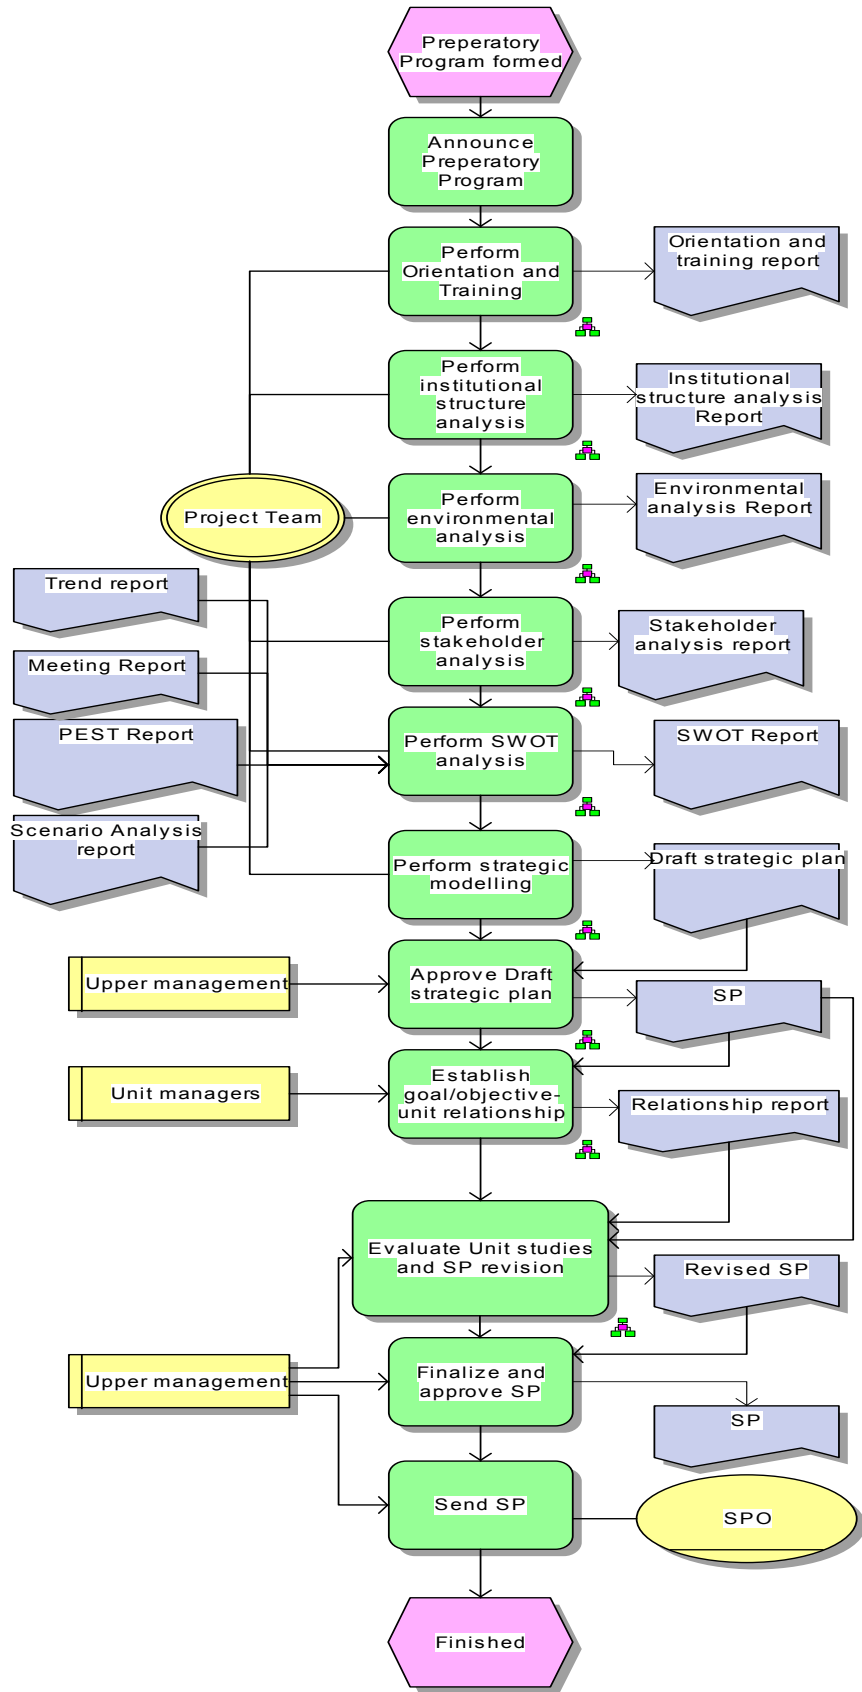 Preperatory
Program formed
Announce
Preperatory
Program
Perform
Orientation and
Training
Orientation and
training report
Perform
institutional
structure
analysis
Institutional
structure analysis
Report
Project Team
Perform
environmental
analysis
Environmental
analysis Report
Trend report
Perform
stakeholder
analysis
Stakeholder
analysis report
Meeting Report
PEST Report
Perform SWOT
analysis
SWOT Report
Scenario Analysis
report
Perform strategic
modelling
Draft strategic plan
Upper management
Approve Draft
strategic plan
SP
Unit managers
Establish
goal/objective-
unit relationship
Relationship report
Evaluate Unit studies
and SP revision
Revised SP
Upper management
Finalize and
approve SP
SP
Send SP
SPO
Finished